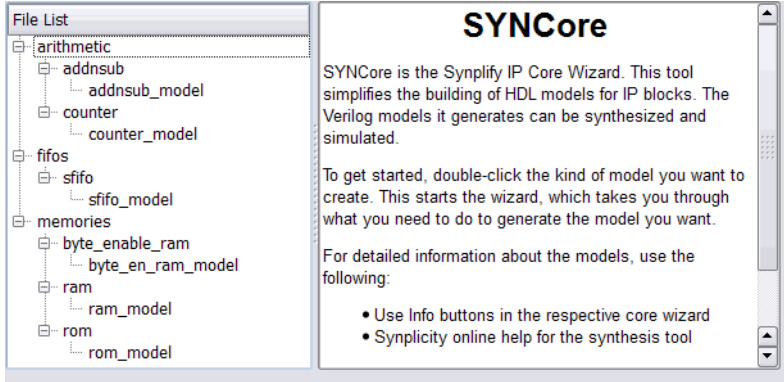 File List
arithmetic
addnsub
addnsub_model
counter
counter_model
fifos
sfifo
sfifo_model
memories
byte_enable_ram
byte_en_ram_model
ram
ram_model
rom
rom_model
SYNCore
SYNCore is the Synplify IP Core Wizard. This tool
simplifies the building of HDL models for IP blocks. The
Verilog models it generates can be synthesized and
simulated.
To get started, double-click the kind of model you want to
create. This starts the wizard, which takes you through
what you need to do to generate the model you want.
For detailed information about the models, use the
following:
• Use Info buttons in the respective core wizard
• Synplicity online help for the synthesis tool